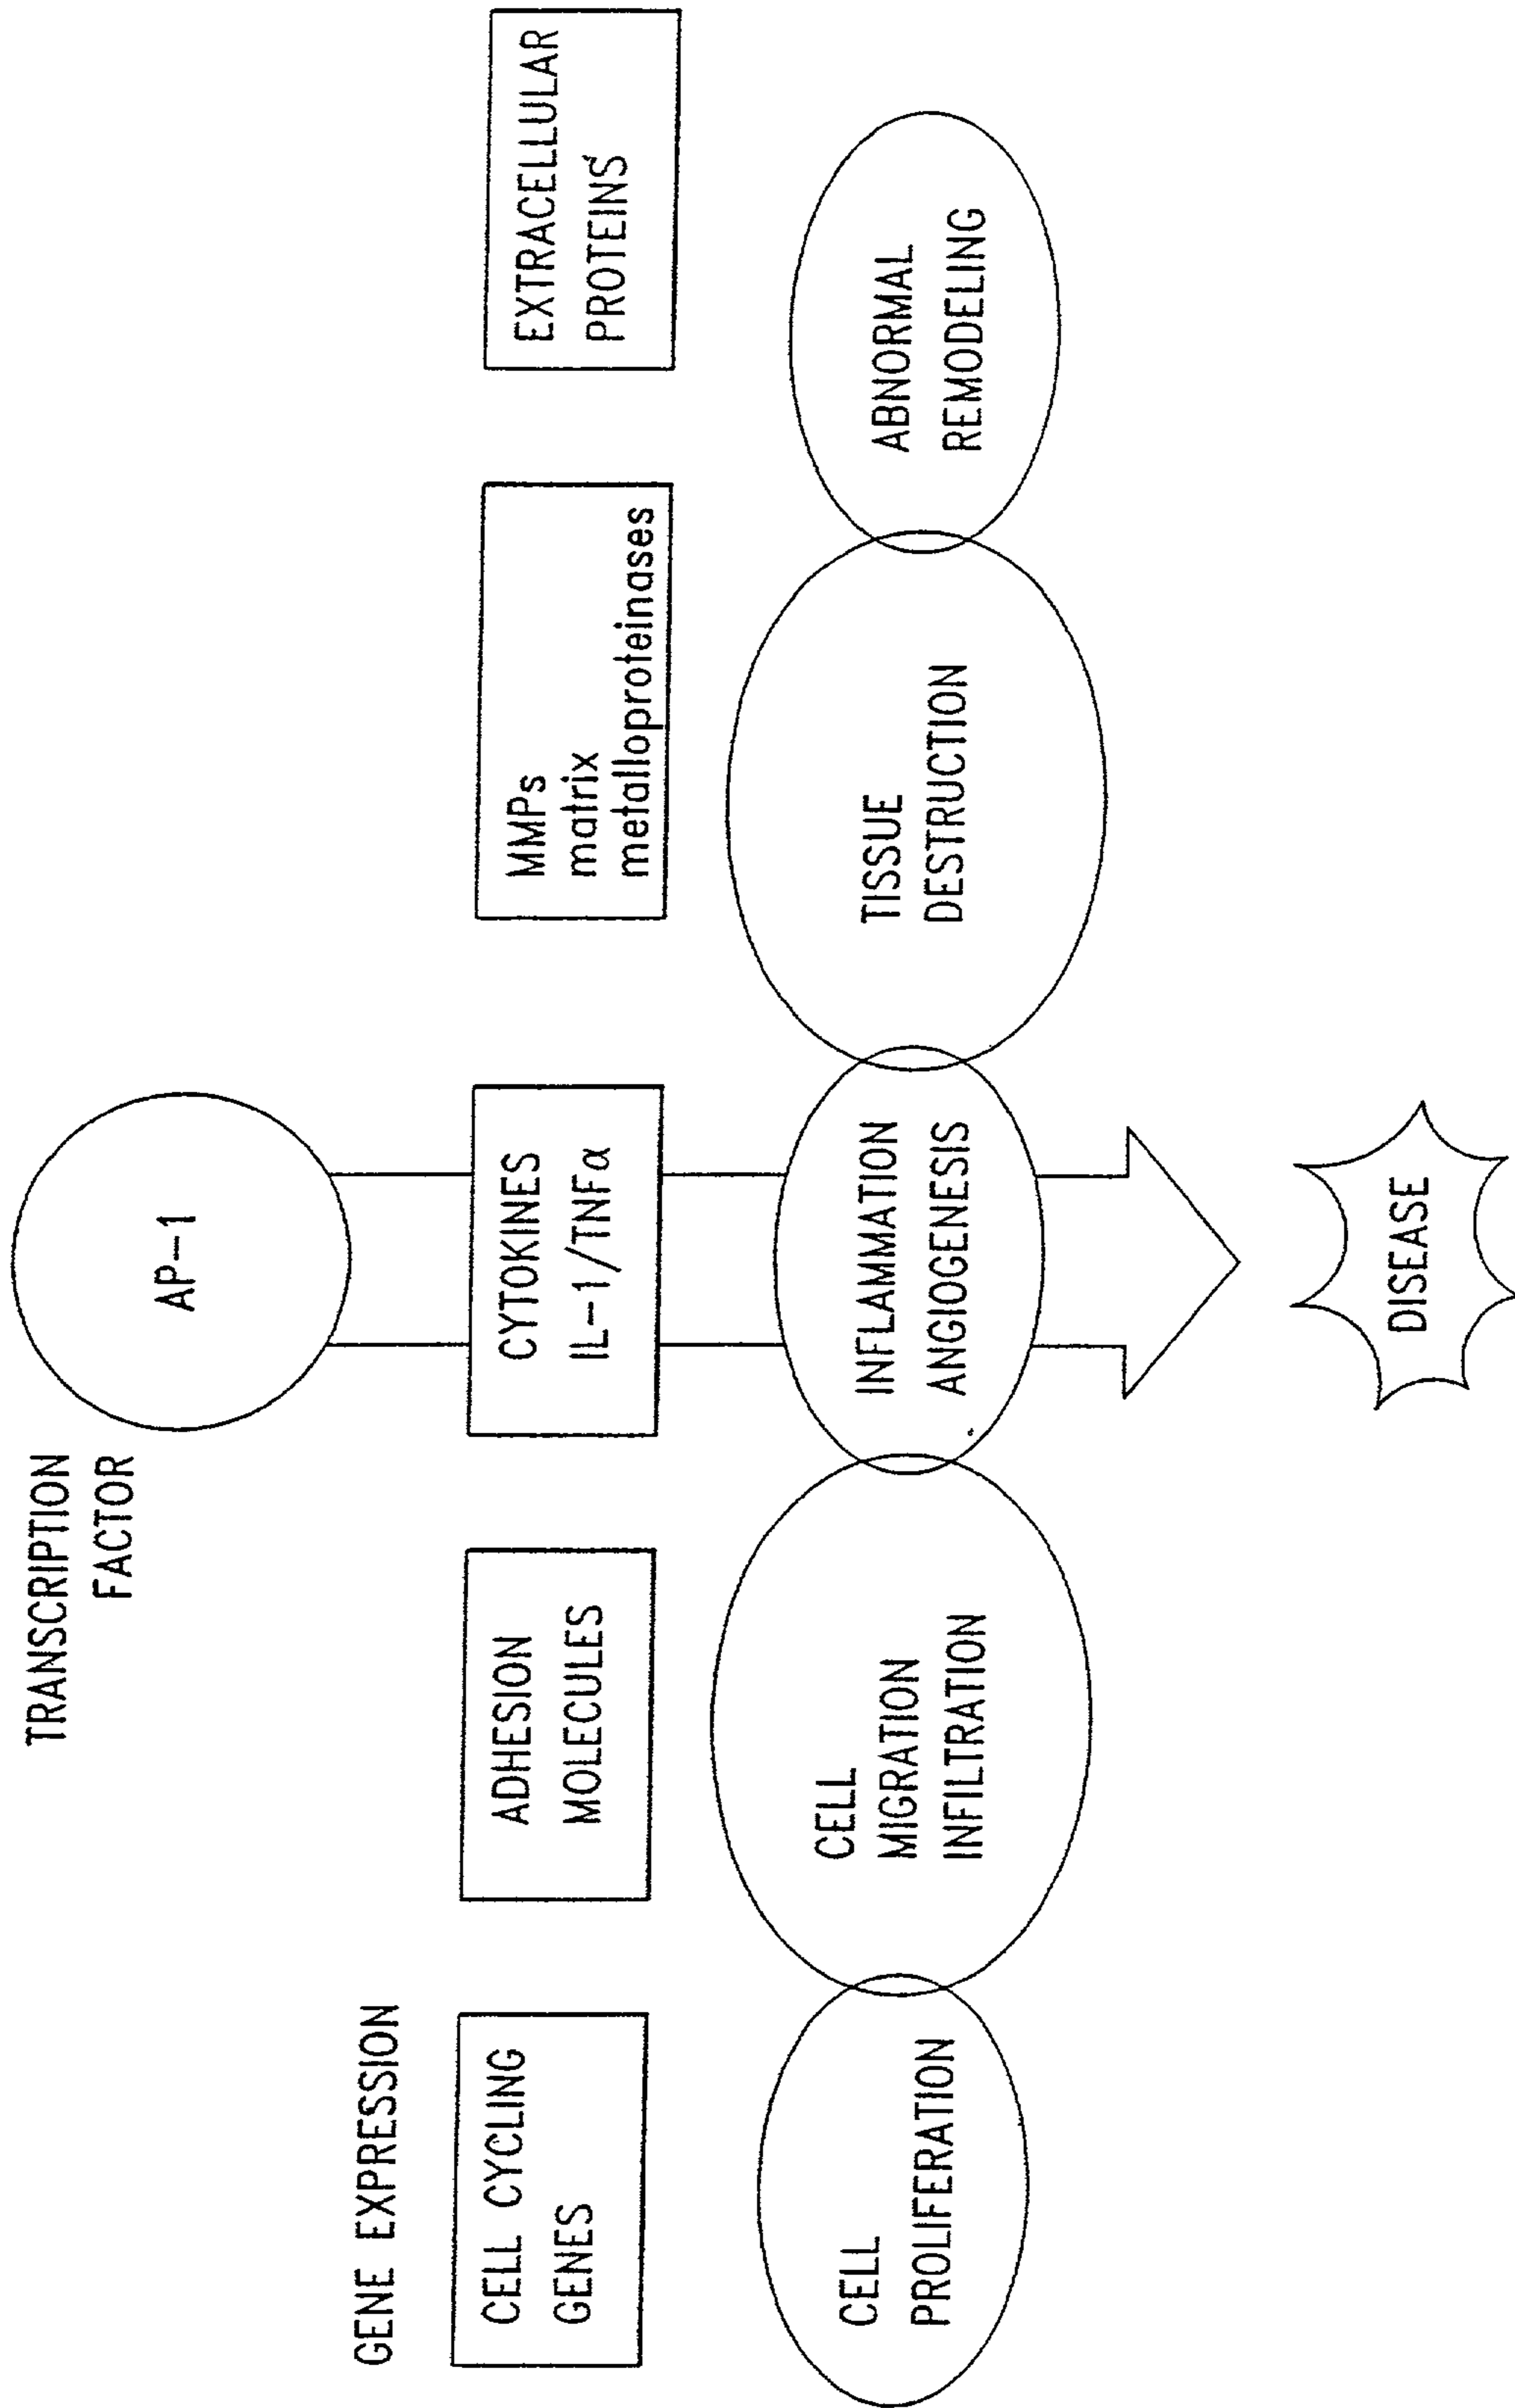 TRANSCRIPTION
FACTOR
AP-1
GENE EXPRESSION
CELL CYCLING
GENES
ADHESION
MOLECULES
CYTOKINES
IL-1/TNFα
MMPs
matrix
metalloproteinases
EXTRACELLULAR
PROTEINS
CELL
PROLIFERATION
CELL
MIGRATION
INFILTRATION
INFLAMMATION
ANGIOGENESIS
TISSUE
DESTRUCTION
ABNORMAL
REMODELING
DISEASE